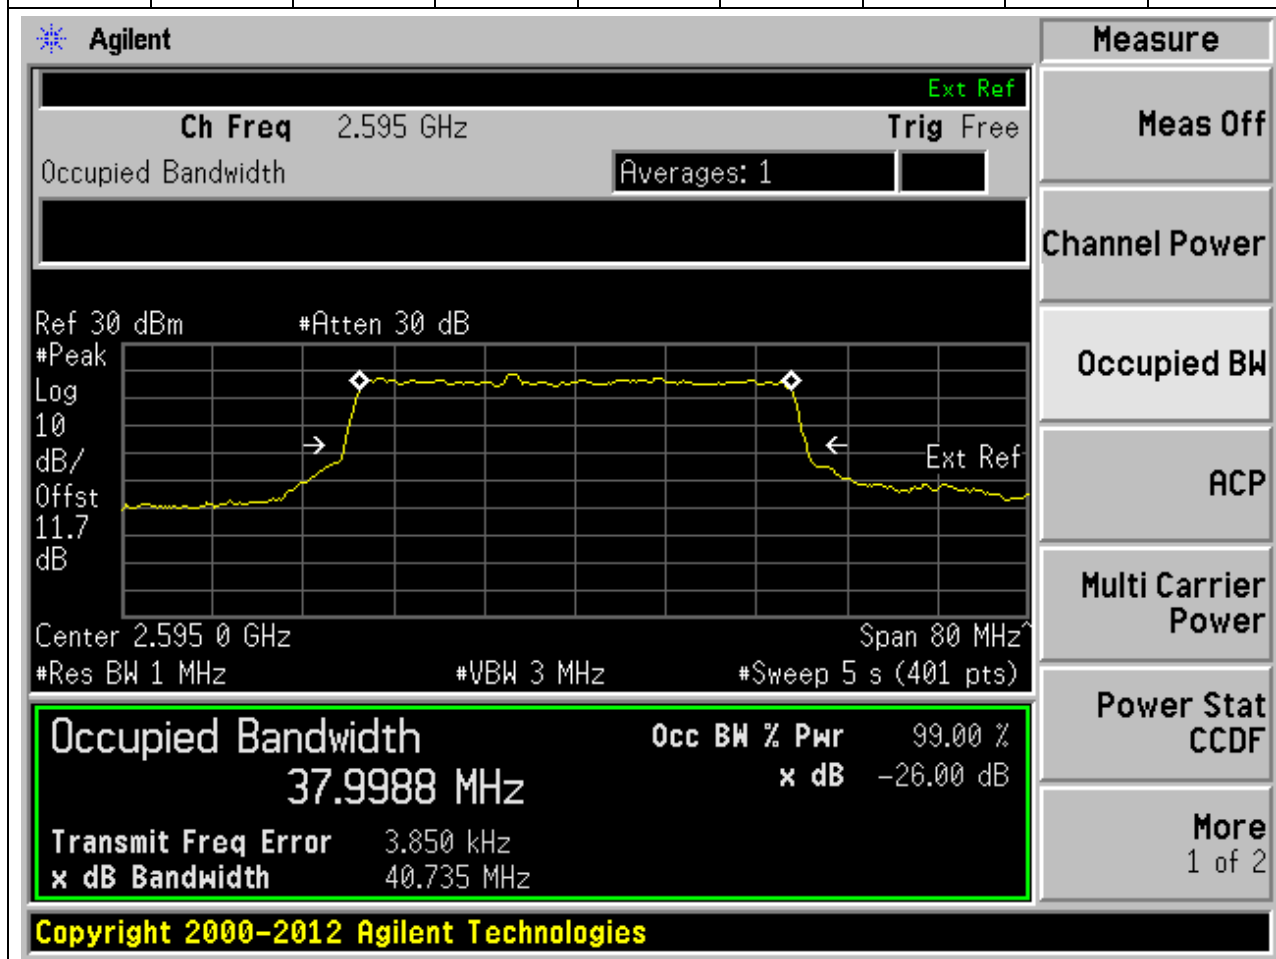 Agilent
Measure
Ext Ref
Ch Freq 2.595 GHz Trig Free
Occupied Bandwidth Averages: 1
Ref 30 dBm #Atten 30 dB
#Peak
Log
10
dB/
Offst
11.7
dB
Ext Ref
Center 2.595 0 GHz Span 80 MHz^
#Res BW 1 MHz #VBW 3 MHz #Sweep 5 s (401 pts)
Occupied Bandwidth
37.9988 MHz
Occ BW % Pwr 99.00 %
x dB -26.00 dB
Transmit Freq Error 3.850 kHz
x dB Bandwidth 40.735 MHz
Copyright 2000-2012 Agilent Technologies
Meas Off
Channel Power
Occupied BW
ACP
Multi Carrier
Power
Power Stat
CCDF
More
1 of 2